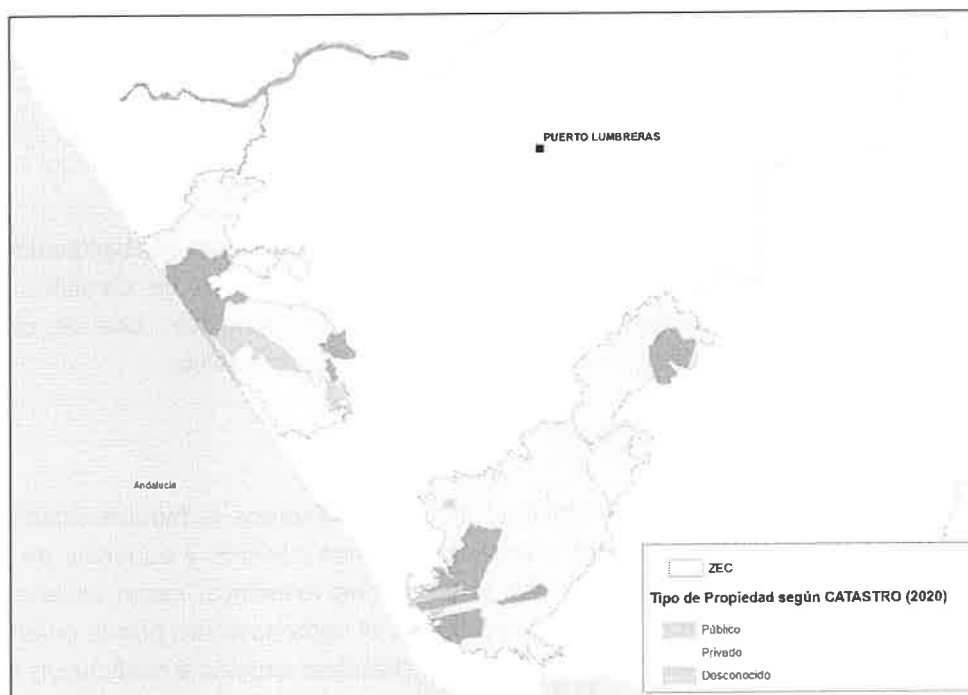 PUERTO LUMBRERAS
Andalucía
ZEC
Tipo de Propiedad según CATASTRO (2020)
Público
Privado
Desconocido